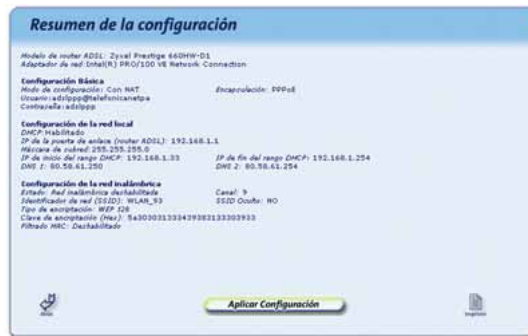 Resumen de la configuración
Modelo de router ADSL: Zyxel Prestige 660HW-D1
Adaptador de red: Intel(R) PRO/100 VE Network Connection
Configuración Básica
Modo de configuración: Con NAT Encapsulación: PPPoE
Usuario: adslppp@telefonicanetpa
Contraseña: adslppp
Configuración de la red local
DHCP: Habilitado
IP de la puerta de enlace (router ADSL): 192.168.1.1
Máscara de subred: 255.255.255.0
IP de inicio del rango DHCP: 192.168.1.33 IP de fin del rango DHCP: 192.168.1.254
DNS 1: 80.58.61.250 DNS 2: 80.58.61.254
Configuración de la red inalámbrica
Estado: Red inalámbrica deshabilitada Canal: 9
Identificador de red (SSID): WLAN_93 SSID Oculto: NO
Tipo de encriptación: WEP 128
Clave de encriptación (Hex):
Filtrado MAC: Deshabilitado
Atrás Aplicar Configuración Imprimir